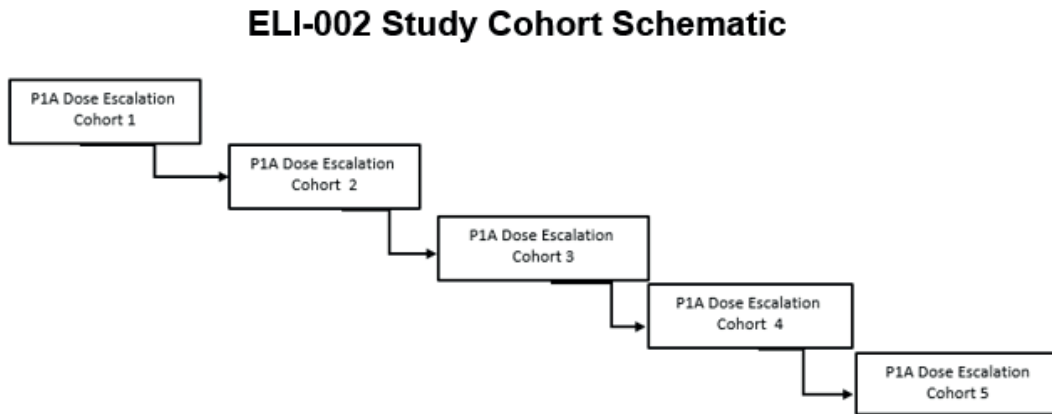 ELI-002 Study Cohort Schematic
P1A Dose Escalation
Cohort 1
P1A Dose Escalation
Cohort 2
P1A Dose Escalation
Cohort 3
P1A Dose Escalation
Cohort 4
P1A Dose Escalation
Cohort 5